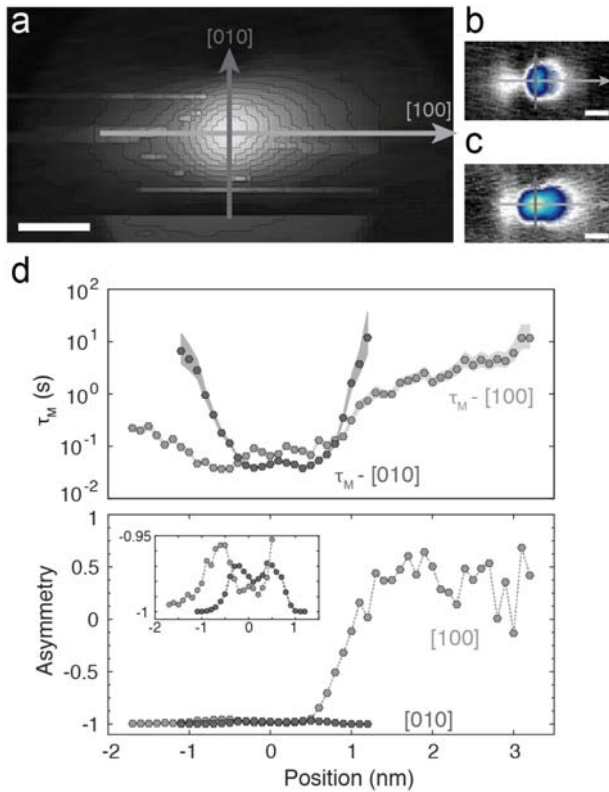 a
[010]
[100]
b
c
d
10²
10¹
10⁰
10⁻¹
10⁻²
τM (s)
τM - [100]
τM - [010]
1
0.5
0
-0.5
-1
Asymmetry
-0.95
-1
-2 -1 0 1
[100]
[010]
-2 -1 0 1 2 3
Position (nm)